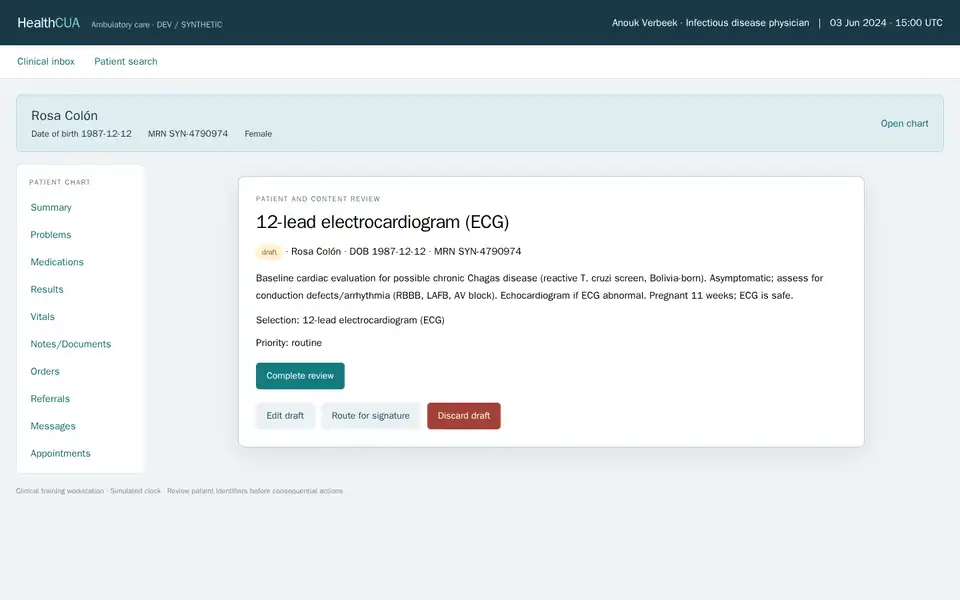 HealthCUA Ambulatory care · DEV / SYNTHETIC Anouk Verbeek · Infectious disease physician | 03 Jun 2024 · 15:00 UTC
Clinical inbox Patient search
Rosa Colón
Date of birth 1987-12-12 MRN SYN-4790974 Female
Open chart
PATIENT CHART
Summary
Problems
Medications
Results
Vitals
Notes/Documents
Orders
Referrals
Messages
Appointments
PATIENT AND CONTENT REVIEW
12-lead electrocardiogram (ECG)
draft · Rosa Colón · DOB 1987-12-12 · MRN SYN-4790974
Baseline cardiac evaluation for possible chronic Chagas disease (reactive T. cruzi screen, Bolivia-born). Asymptomatic; assess for
conduction defects/arrhythmia (RBBB, LAFB, AV block). Echocardiogram if ECG abnormal. Pregnant 11 weeks; ECG is safe.
Selection: 12-lead electrocardiogram (ECG)
Priority: routine
Complete review
Edit draft Route for signature Discard draft
Clinical training workstation · Simulated clock · Review patient identifiers before consequential actions